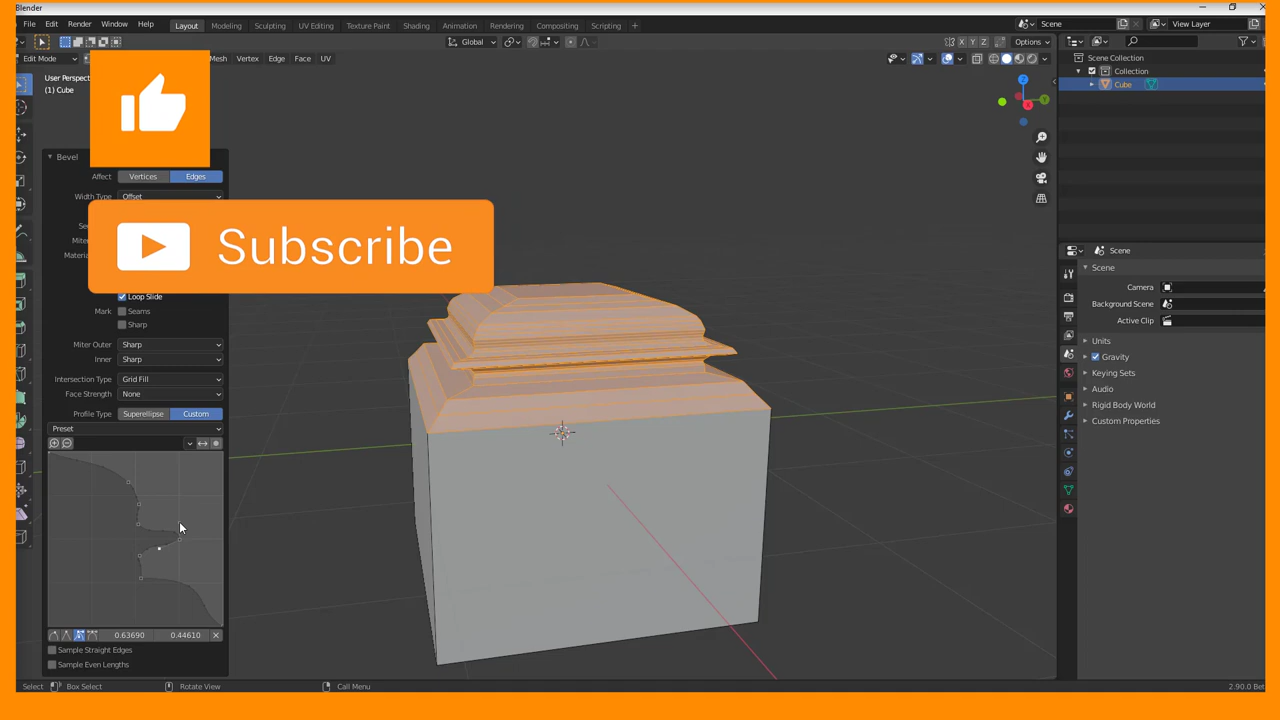 Blender
File Edit Render Window Help Layout Modeling Sculpting UV Editing Texture Paint Shading Animation Rendering Compositing Scripting + Scene View Layer
Global X Y Z Options
Edit Mode Mesh Vertex Edge Face UV
User Perspect
(1) Cube
Scene Collection
Collection
Cube
Bevel
Affect Vertices Edges
Width Type Offset
Subscribe
Loop Slide
Mark Seams
Sharp
Miter Outer Sharp
Inner Sharp
Intersection Type Grid Fill
Face Strength None
Profile Type Superellipse Custom
Preset
0.63690 0.44610
Sample Straight Edges
Sample Even Lengths
Scene
Scene
Camera
Background Scene
Active Clip
Units
Gravity
Keying Sets
Audio
Rigid Body World
Custom Properties
Select Box Select Rotate View Call Menu 2.90.0 Bet